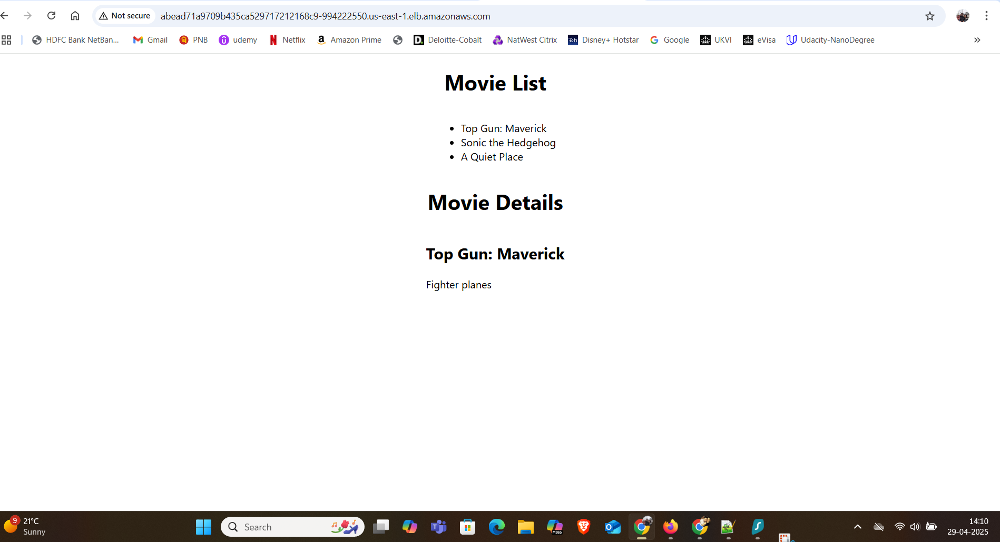 Not secure abead71a9709b435ca529717212168c9-994222550.us-east-1.elb.amazonaws.com
HDFC Bank NetBan... Gmail PNB udemy Netflix Amazon Prime Deloitte-Cobalt NatWest Citrix Disney+ Hotstar Google UKVI eVisa Udacity-NanoDegree
Movie List
Top Gun: Maverick
Sonic the Hedgehog
A Quiet Place
Movie Details
Top Gun: Maverick
Fighter planes
9 21°C
Sunny
Search
M365
14:10
29-04-2025